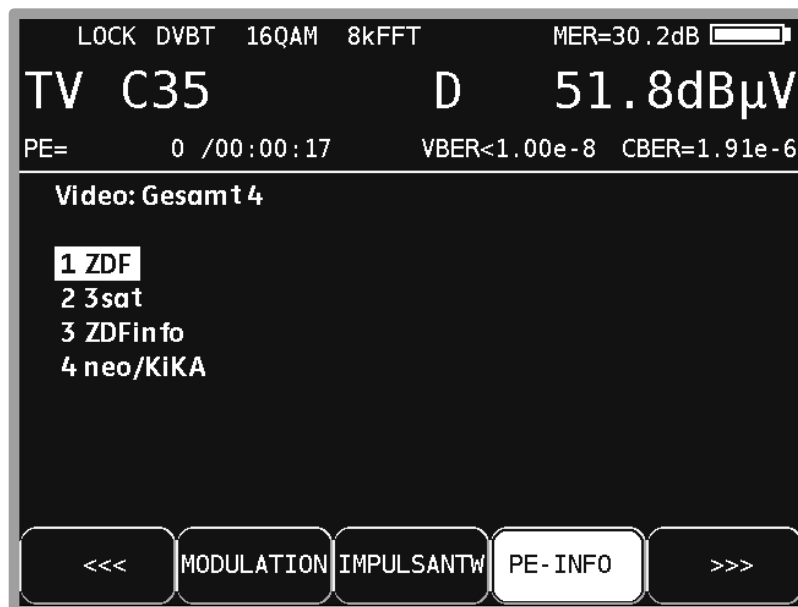 LOCK DVBT 16QAM 8kFFT MER=30.2dB
TV C35 D 51.8dBµV
PE= 0 /00:00:17 VBER<1.00e-8 CBER=1.91e-6
Video: Gesamt 4
1 ZDF
2 3sat
3 ZDFinfo
4 neo/KiKA
<<< MODULATION IMPULSANTW PE-INFO >>>